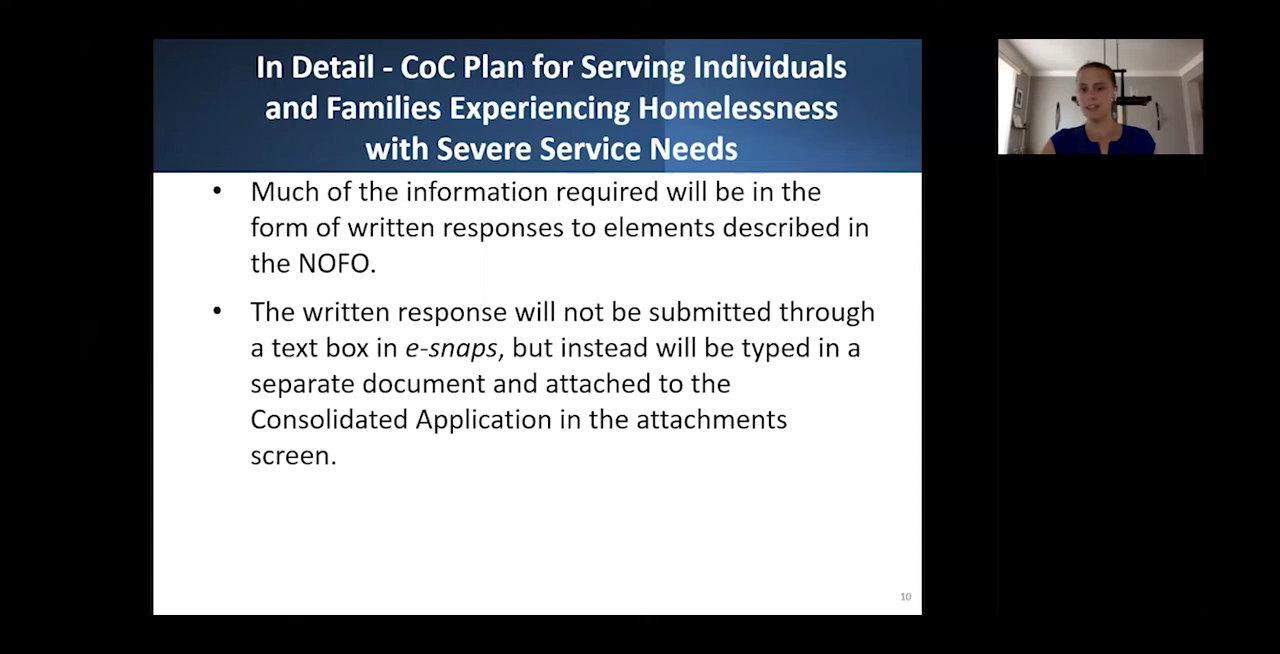 In Detail - CoC Plan for Serving Individuals
and Families Experiencing Homelessness
with Severe Service Needs
• Much of the information required will be in the
form of written responses to elements described in
the NOFO.
• The written response will not be submitted through
a text box in e-snaps, but instead will be typed in a
separate document and attached to the
Consolidated Application in the attachments
screen.
10